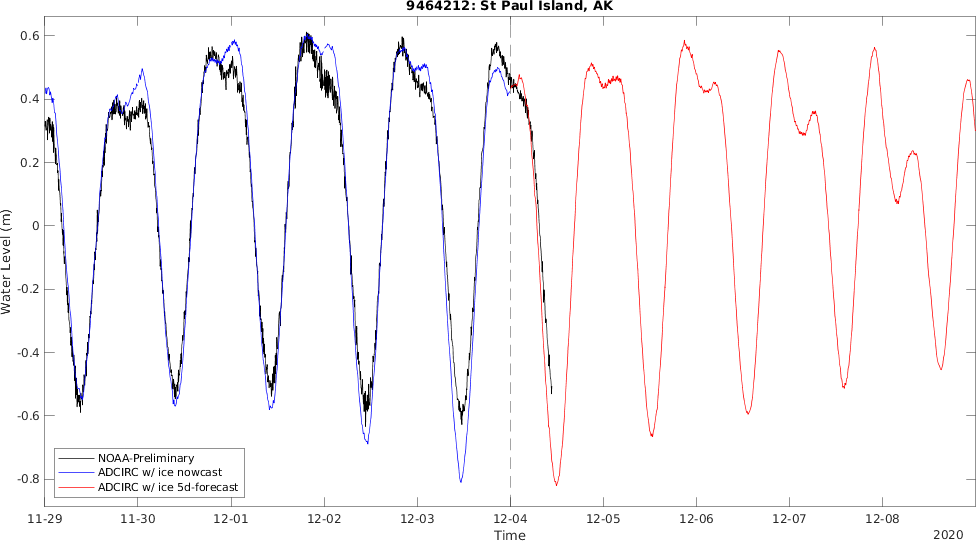 9464212: St Paul Island, AK
0.6
0.4
0.2
0
-0.2
-0.4
-0.6
-0.8
Water Level (m)
NOAA-Preliminary
ADCIRC w/ ice nowcast
ADCIRC w/ ice 5d-forecast
11-29 11-30 12-01 12-02 12-03 12-04 12-05 12-06 12-07 12-08
Time
2020